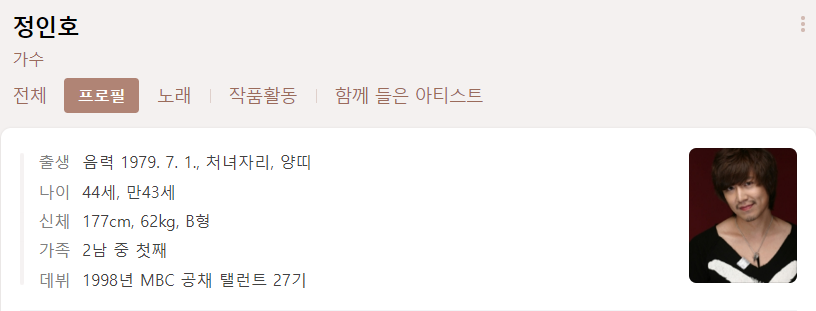 정인호
가수
전체 프로필 노래 작품활동 함께 들은 아티스트
출생 음력 1979. 7. 1., 처녀자리, 양띠
나이 44세, 만43세
신체 177cm, 62kg, B형
가족 2남 중 첫째
데뷔 1998년 MBC 공채 탤런트 27기